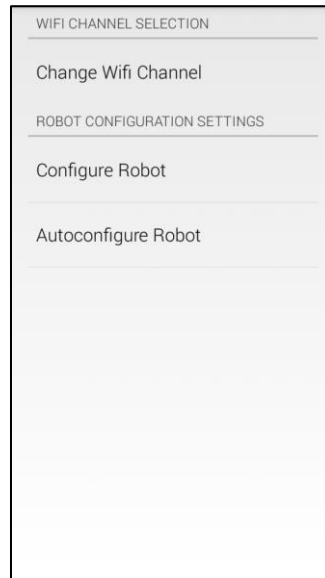 WIFI CHANNEL SELECTION
Change Wifi Channel
ROBOT CONFIGURATION SETTINGS
Configure Robot
Autoconfigure Robot